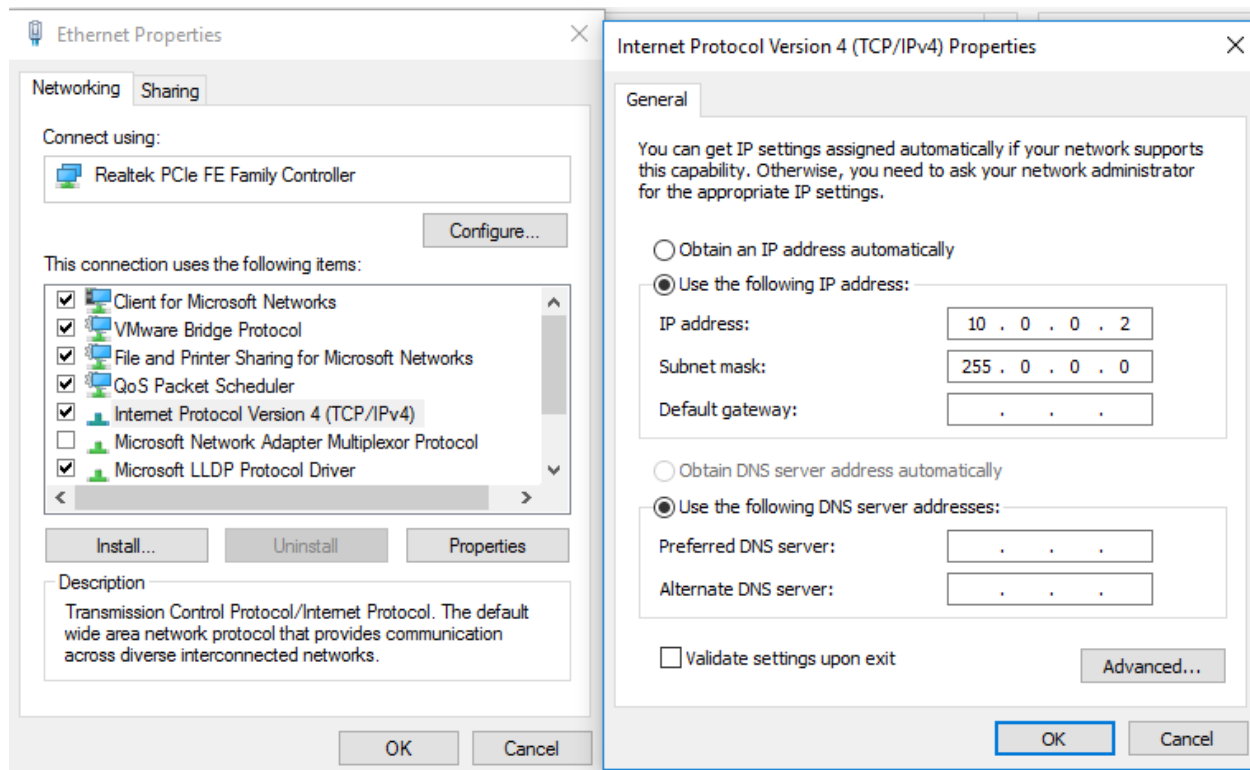 Ethernet Properties
Networking
Sharing
Connect using:
Realtek PCIe FE Family Controller
Configure...
This connection uses the following items:
Client for Microsoft Networks
VMware Bridge Protocol
File and Printer Sharing for Microsoft Networks
QoS Packet Scheduler
Internet Protocol Version 4 (TCP/IPv4)
Microsoft Network Adapter Multiplexor Protocol
Microsoft LLDP Protocol Driver
Install...
Uninstall
Properties
Description
Transmission Control Protocol/Internet Protocol. The default
wide area network protocol that provides communication
across diverse interconnected networks.
OK
Cancel
Internet Protocol Version 4 (TCP/IPv4) Properties
General
You can get IP settings assigned automatically if your network supports
this capability. Otherwise, you need to ask your network administrator
for the appropriate IP settings.
Obtain an IP address automatically
Use the following IP address:
IP address: 10 . 0 . 0 . 2
Subnet mask: 255 . 0 . 0 . 0
Default gateway: . . .
Obtain DNS server address automatically
Use the following DNS server addresses:
Preferred DNS server: . . .
Alternate DNS server: . . .
Validate settings upon exit
Advanced...
OK
Cancel